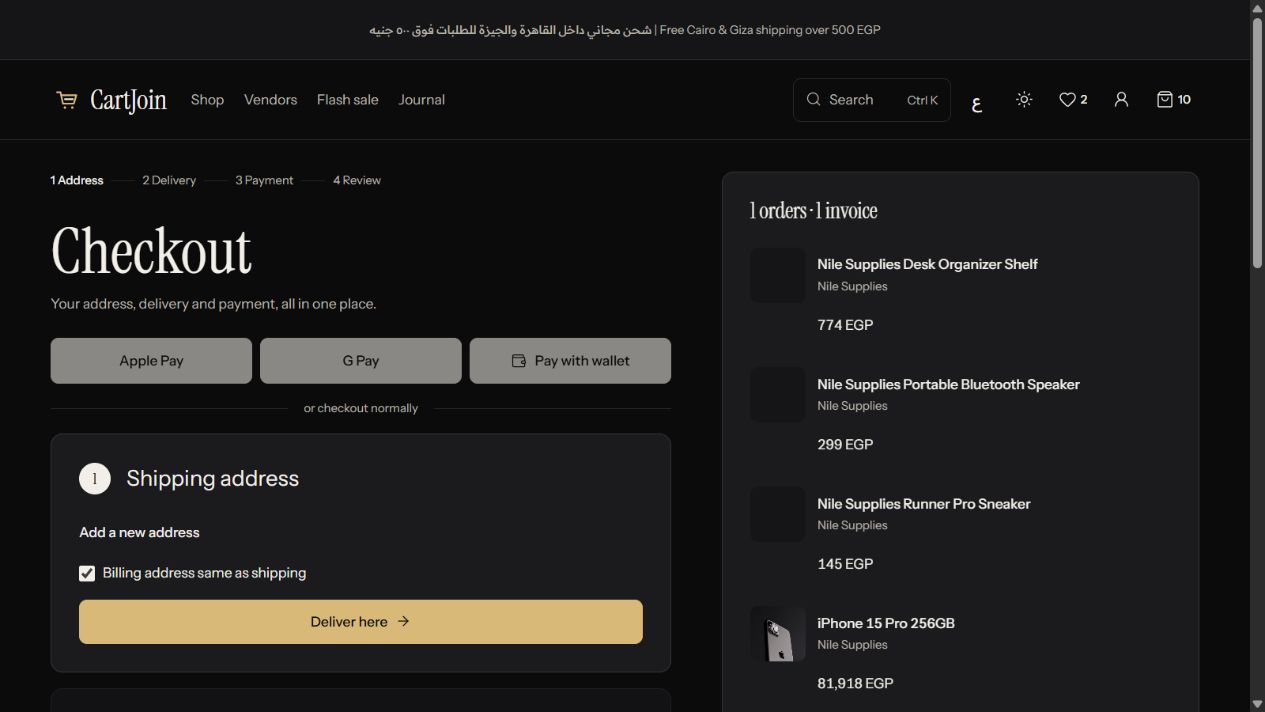 شحن مجاني داخل القاهرة والجيزة للطلبات فوق ٥٠٠ جنيه | Free Cairo & Giza shipping over 500 EGP
CartJoin
Shop
Vendors
Flash sale
Journal
Search
Ctrl K
ع
2
10
1 Address
2 Delivery
3 Payment
4 Review
Checkout
Your address, delivery and payment, all in one place.
Apple Pay
G Pay
Pay with wallet
or checkout normally
1
Shipping address
Add a new address
Billing address same as shipping
Deliver here →
1 orders · 1 invoice
Nile Supplies Desk Organizer Shelf
Nile Supplies
774 EGP
Nile Supplies Portable Bluetooth Speaker
Nile Supplies
299 EGP
Nile Supplies Runner Pro Sneaker
Nile Supplies
145 EGP
iPhone 15 Pro 256GB
Nile Supplies
81,918 EGP